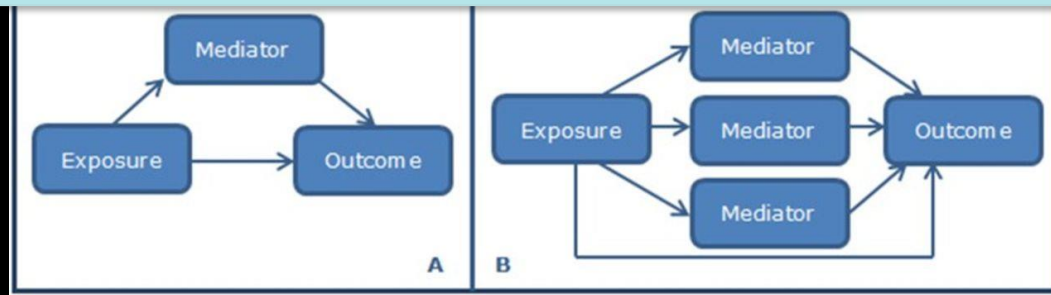 Mediator
Exposure
Outcome
A
Mediator
Exposure
Mediator
Outcome
Mediator
B